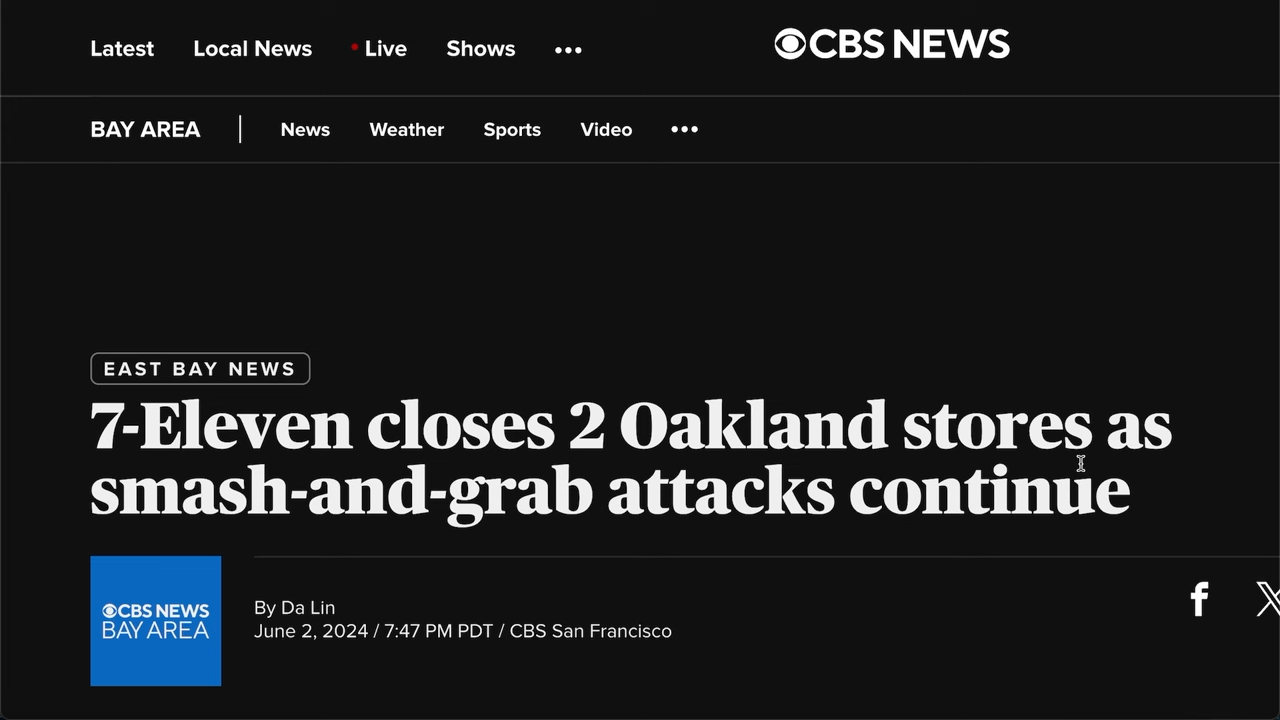 Latest Local News Live Shows ...
CBS NEWS
BAY AREA | News Weather Sports Video ...
EAST BAY NEWS
7-Eleven closes 2 Oakland stores as
smash-and-grab attacks continue
CBS NEWS
BAY AREA
By Da Lin
June 2, 2024 / 7:47 PM PDT / CBS San Francisco